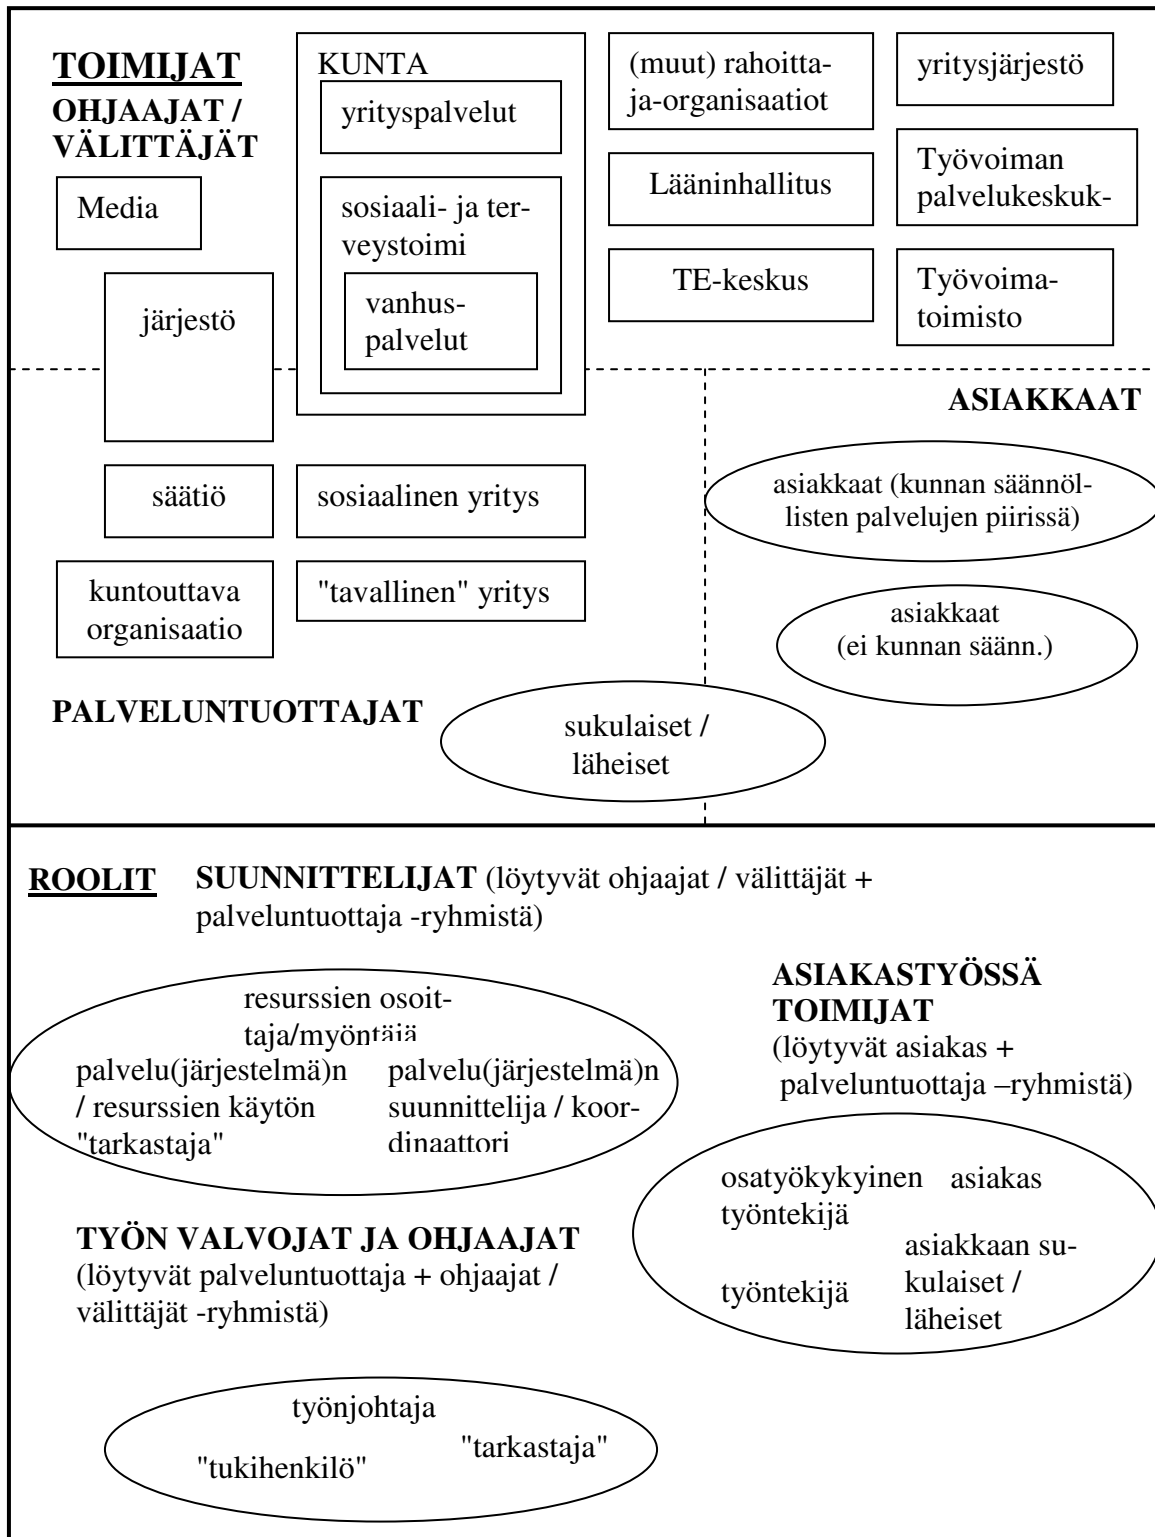 TOIMIJAT
OHJAAJAT /
VÄLITTÄJÄT
Media
järjestö
KUNTA
yrityspalvelut
sosiaali- ja ter-
veystoimi
vanhus-
palvelut
(muut) rahoitta-
ja-organisaatiot
Lääninhallitus
TE-keskus
yritysjärjestö
Työvoiman
palvelukeskuk-
Työvoima-
toimisto
ASIAKKAAT
säätiö
sosiaalinen yritys
asiakkaat (kunnan säännöl-
listen palvelujen piirissä)
kuntouttava
organisaatio
"tavallinen" yritys
asiakkaat
(ei kunnan säänn.)
PALVELUNTUOTTAJAT
sukulaiset /
läheiset
ROOLIT
SUUNNITTELIJAT (löytyvät ohjaajat / välittäjät +
palveluntuottaja -ryhmistä)
resurssien osoit-
taja/myöntäjä
palvelu(järjestelmä)n
/ resurssien käytön
"tarkastaja"
palvelu(järjestelmä)n
suunnittelija / koor-
dinaattori
ASIAKASTYÖSSÄ
TOIMIJAT
(löytyvät asiakas +
palveluntuottaja –ryhmistä)
osatyökykyinen
työntekijä
asiakas
työntekijä
asiakkaan su-
kulaiset /
läheiset
TYÖN VALVOJAT JA OHJAAJAT
(löytyvät palveluntuottaja + ohjaajat /
välittäjät -ryhmistä)
työnjohtaja
"tarkastaja"
"tukihenkilö"